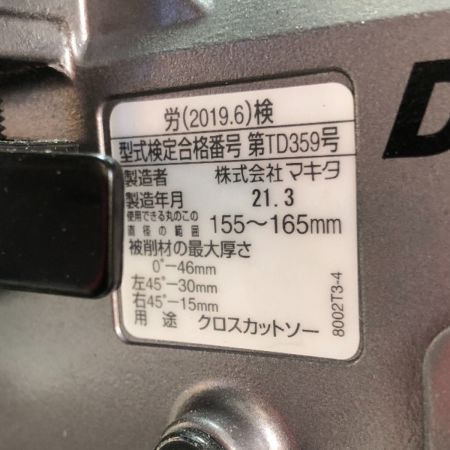 労(2019.6)検
型式検定合格番号 第TD359号
製造者 株式会社 マキタ
製造年月 21.3
使用できる丸のこの直径の範囲 155〜165mm
被削材の最大厚さ
0°-46mm
左45°-30mm
右45°-15mm
用途 クロスカットソー
8002T3-4
D